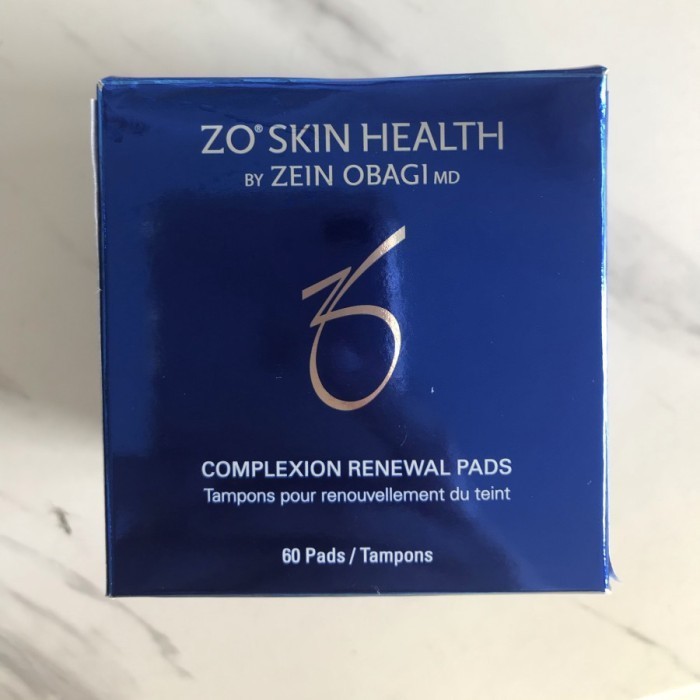 ZO® SKIN HEALTH
BY ZEIN OBAGI MD
COMPLEXION RENEWAL PADS
Tampons pour renouvellement du teint
60 Pads / Tampons